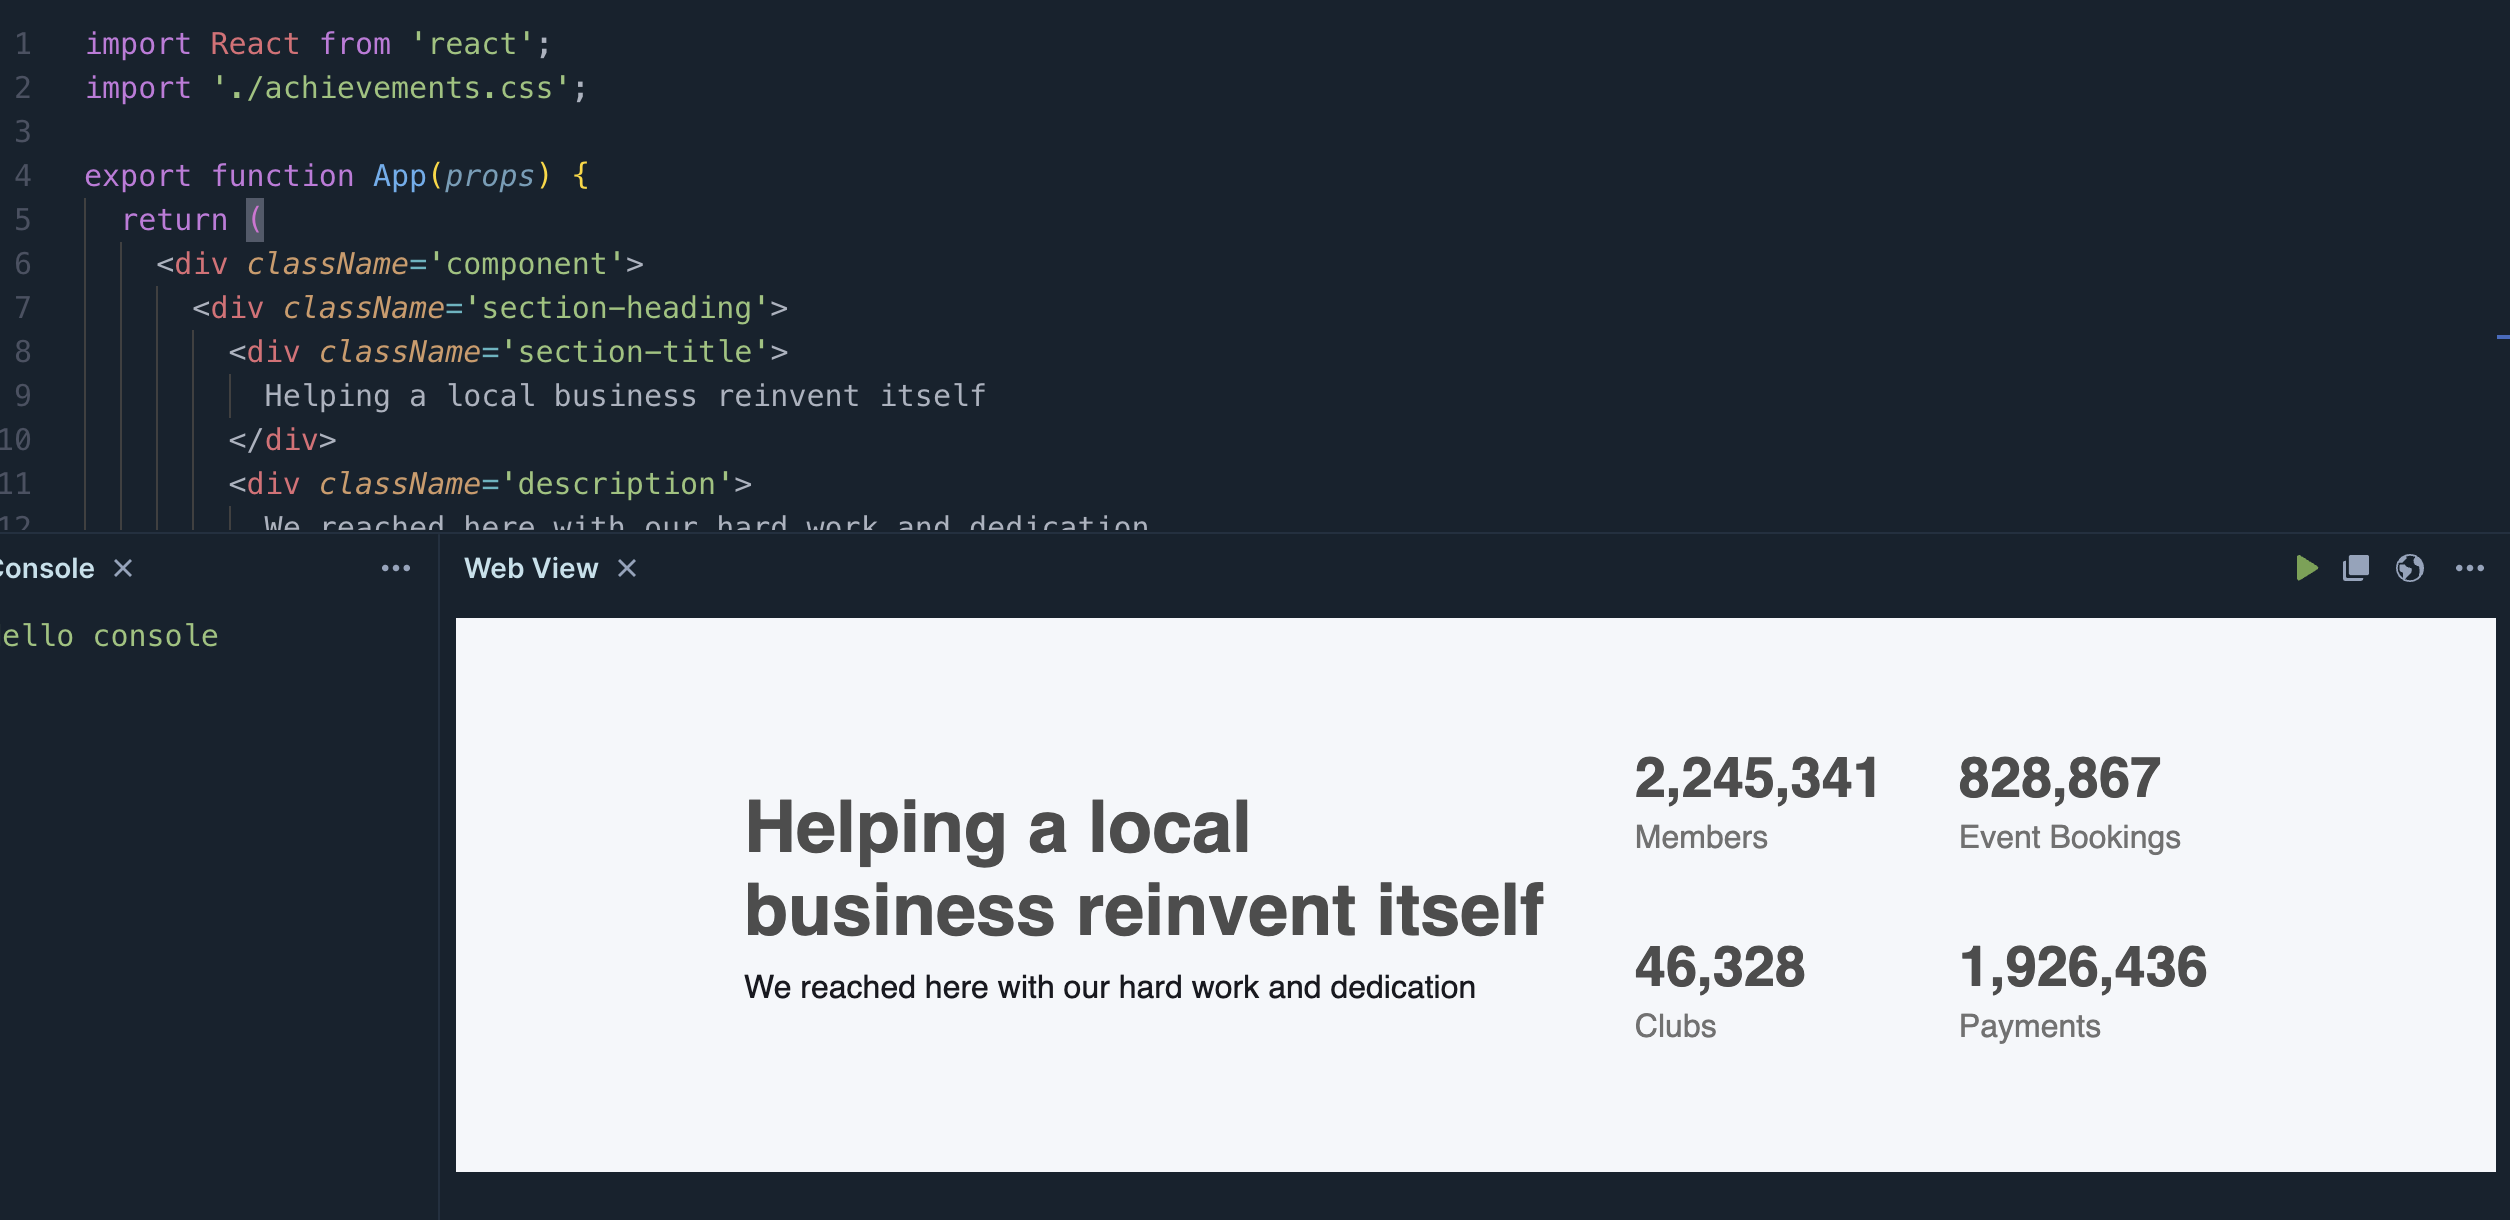 1 import React from 'react';
2 import './achievements.css';
3
4 export function App(props) {
5 return (
6 <div className='component'>
7 <div className='section-heading'>
8 <div className='section-title'>
9 Helping a local business reinvent itself
10 </div>
11 <div className='description'>
12 We reached here with our hard work and dedication
Console
ello console
Web View
Helping a local
business reinvent itself
We reached here with our hard work and dedication
2,245,341
Members
828,867
Event Bookings
46,328
Clubs
1,926,436
Payments